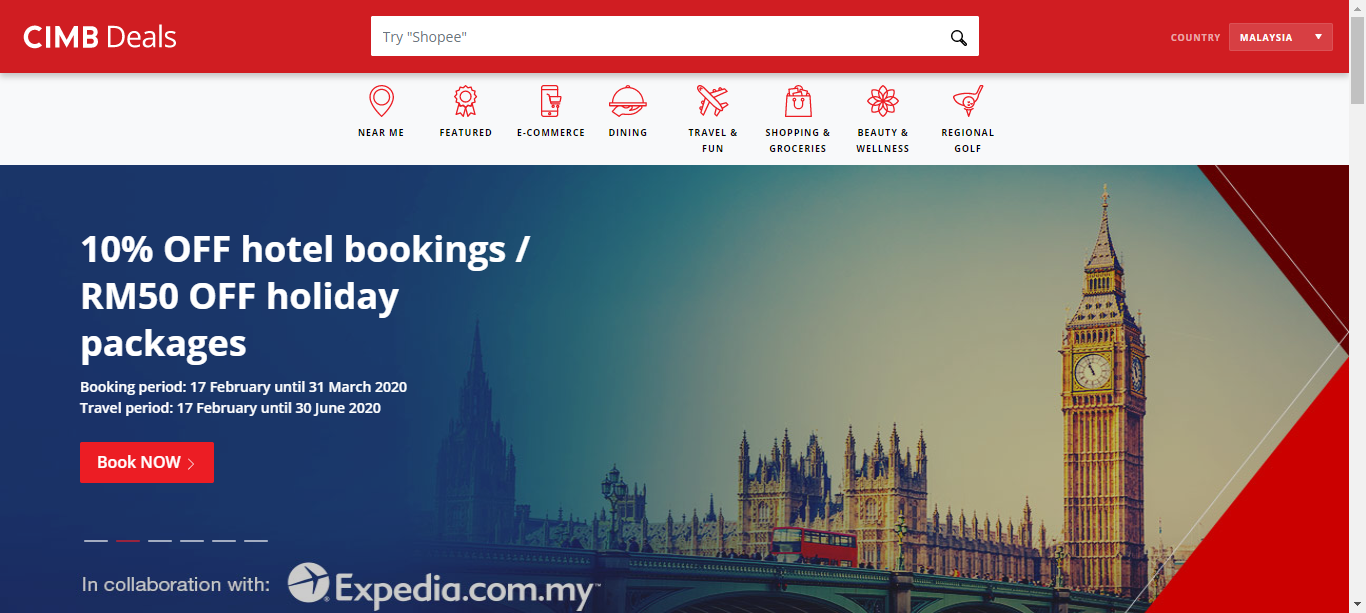 CIMB Deals
Try "Shopee"
COUNTRY
MALAYSIA
NEAR ME
FEATURED
E-COMMERCE
DINING
TRAVEL &
FUN
SHOPPING &
GROCERIES
BEAUTY &
WELLNESS
REGIONAL
GOLF
10% OFF hotel bookings /
RM50 OFF holiday
packages
Booking period: 17 February until 31 March 2020
Travel period: 17 February until 30 June 2020
Book NOW
In collaboration with: Expedia.com.my™